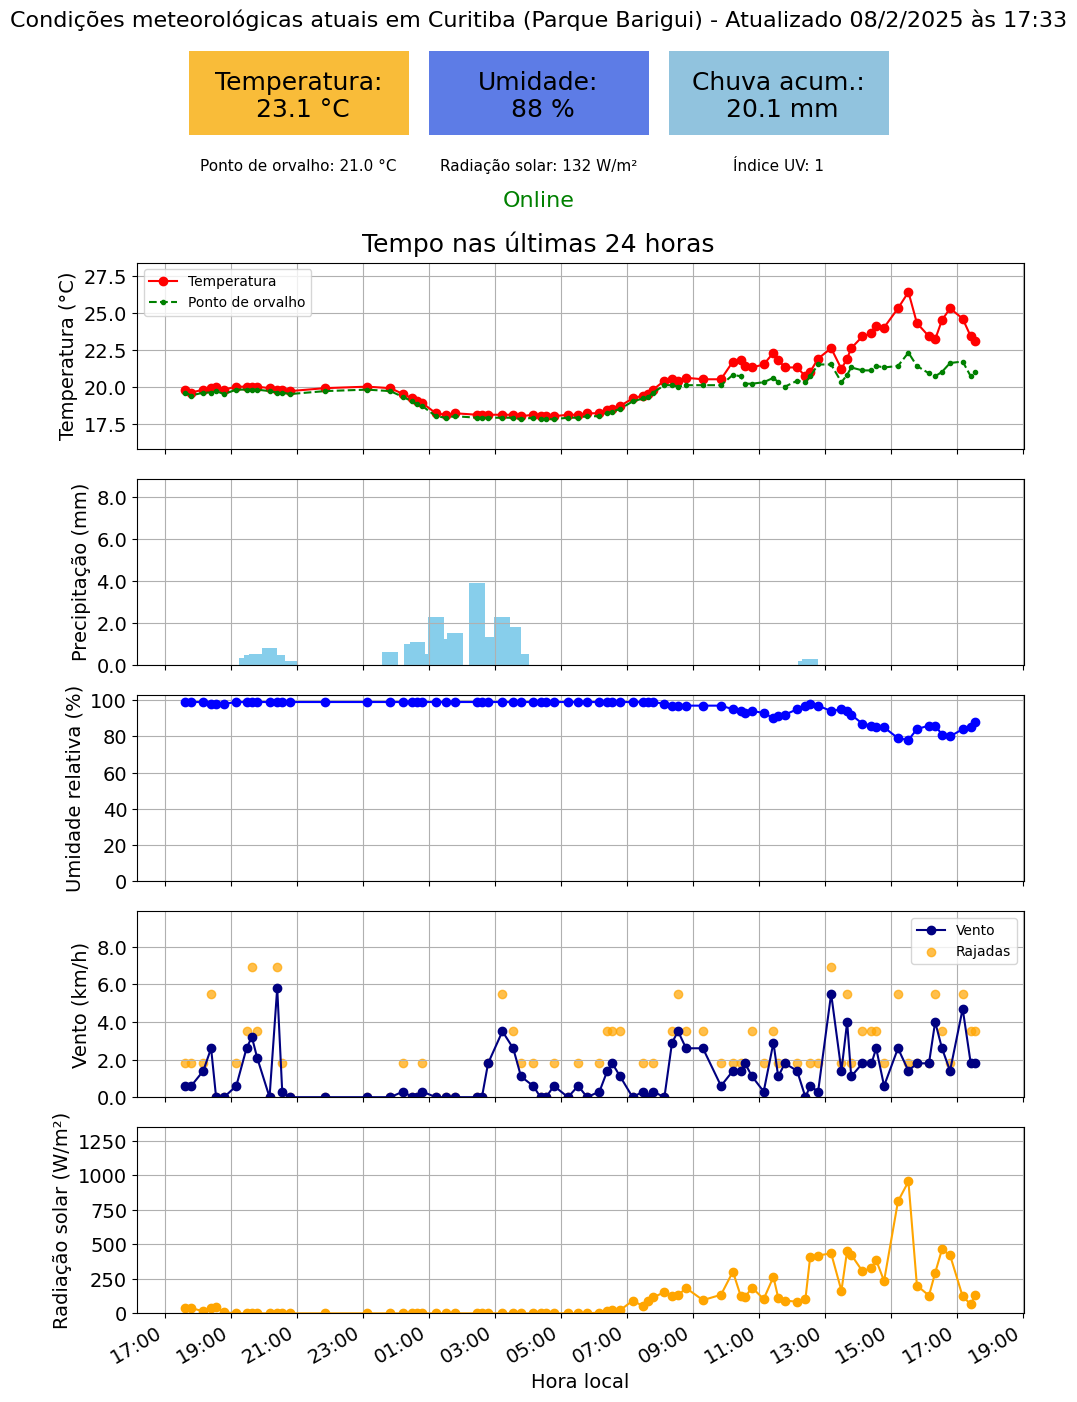 Condições meteorológicas atuais em Curitiba (Parque Barigui) - Atualizado 08/2/2025 às 17:33
Temperatura:
23.1 °C
Umidade:
88 %
Chuva acum.:
20.1 mm
Ponto de orvalho: 21.0 °C
Radiação solar: 132 W/m²
Índice UV: 1
Online
Tempo nas últimas 24 horas
Temperatura (°C)
27.5
25.0
22.5
20.0
17.5
Temperatura
Ponto de orvalho
Precipitação (mm)
8.0
6.0
4.0
2.0
0.0
Umidade relativa (%)
100
80
60
40
20
0
Vento (km/h)
8.0
6.0
4.0
2.0
0.0
Vento
Rajadas
Radiação solar (W/m²)
1250
1000
750
500
250
0
17:00
19:00
21:00
23:00
01:00
03:00
05:00
07:00
09:00
11:00
13:00
15:00
17:00
19:00
Hora local